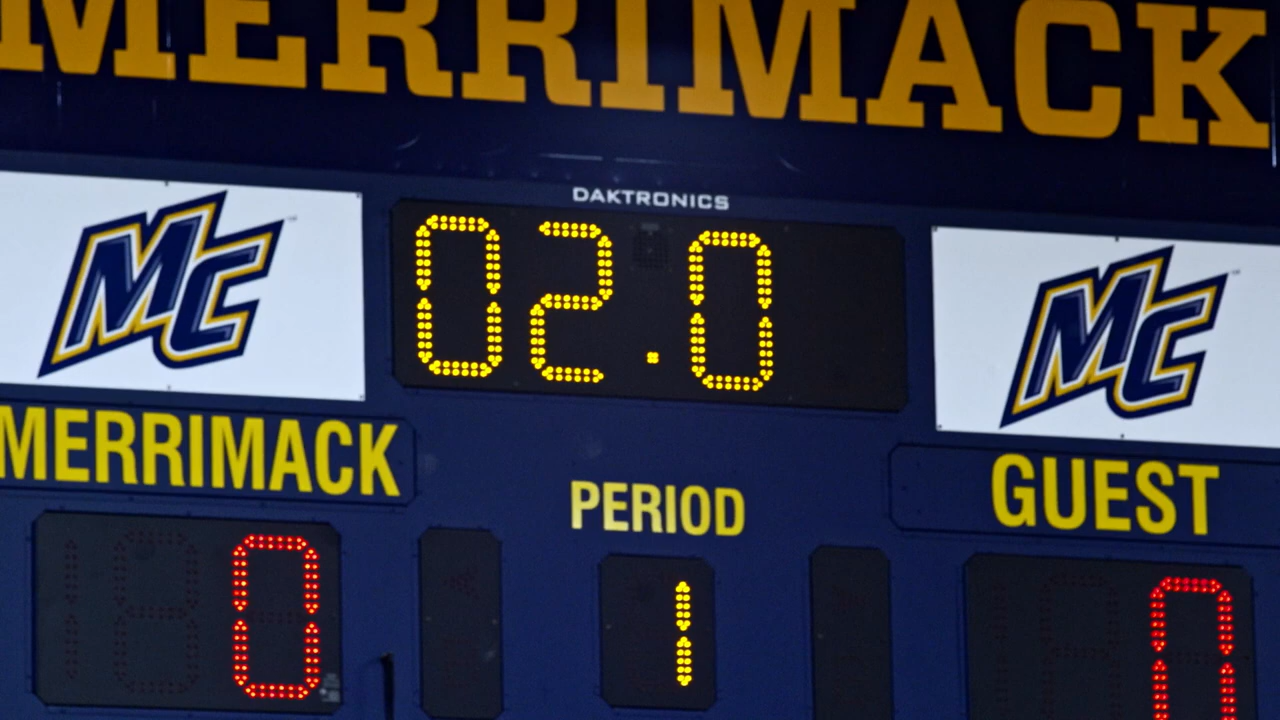 MERRIMACK
DAKTRONICS
MC
MC
02.0
MERRIMACK
PERIOD
GUEST
0
1
0